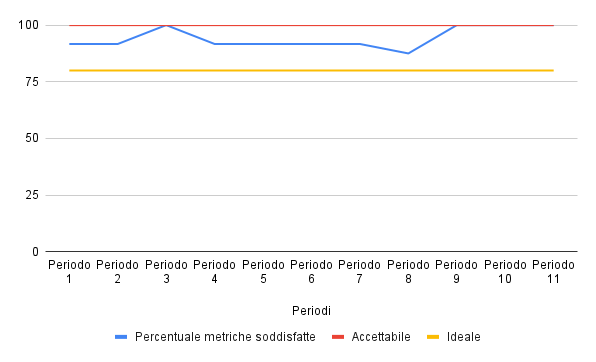 100
75
50
25
0
Periodo 1
Periodo 2
Periodo 3
Periodo 4
Periodo 5
Periodo 6
Periodo 7
Periodo 8
Periodo 9
Periodo 10
Periodo 11
Periodi
Percentuale metriche soddisfatte
Accettabile
Ideale